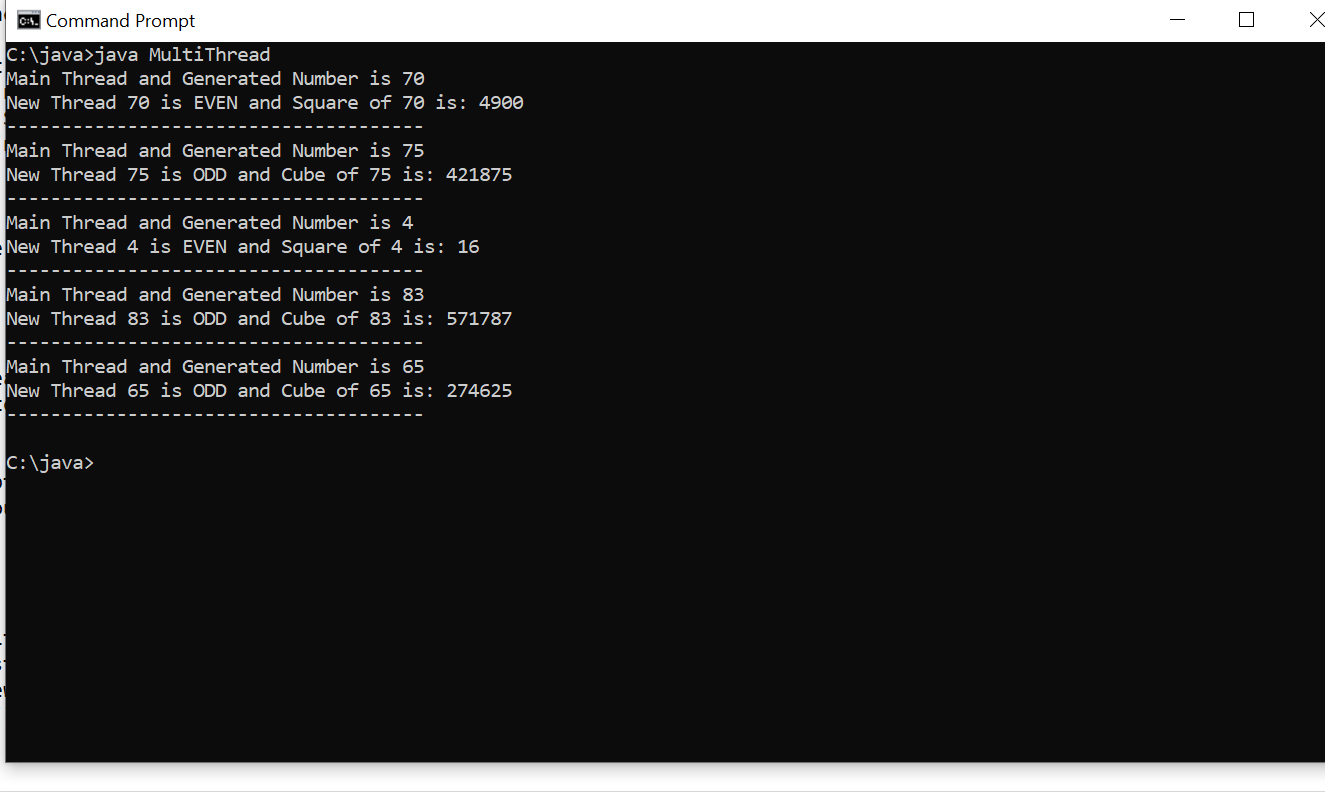 Command Prompt
C:\java>java MultiThread
Main Thread and Generated Number is 70
New Thread 70 is EVEN and Square of 70 is: 4900
--------------------------------------
Main Thread and Generated Number is 75
New Thread 75 is ODD and Cube of 75 is: 421875
--------------------------------------
Main Thread and Generated Number is 4
New Thread 4 is EVEN and Square of 4 is: 16
--------------------------------------
Main Thread and Generated Number is 83
New Thread 83 is ODD and Cube of 83 is: 571787
--------------------------------------
Main Thread and Generated Number is 65
New Thread 65 is ODD and Cube of 65 is: 274625
--------------------------------------
C:\java>